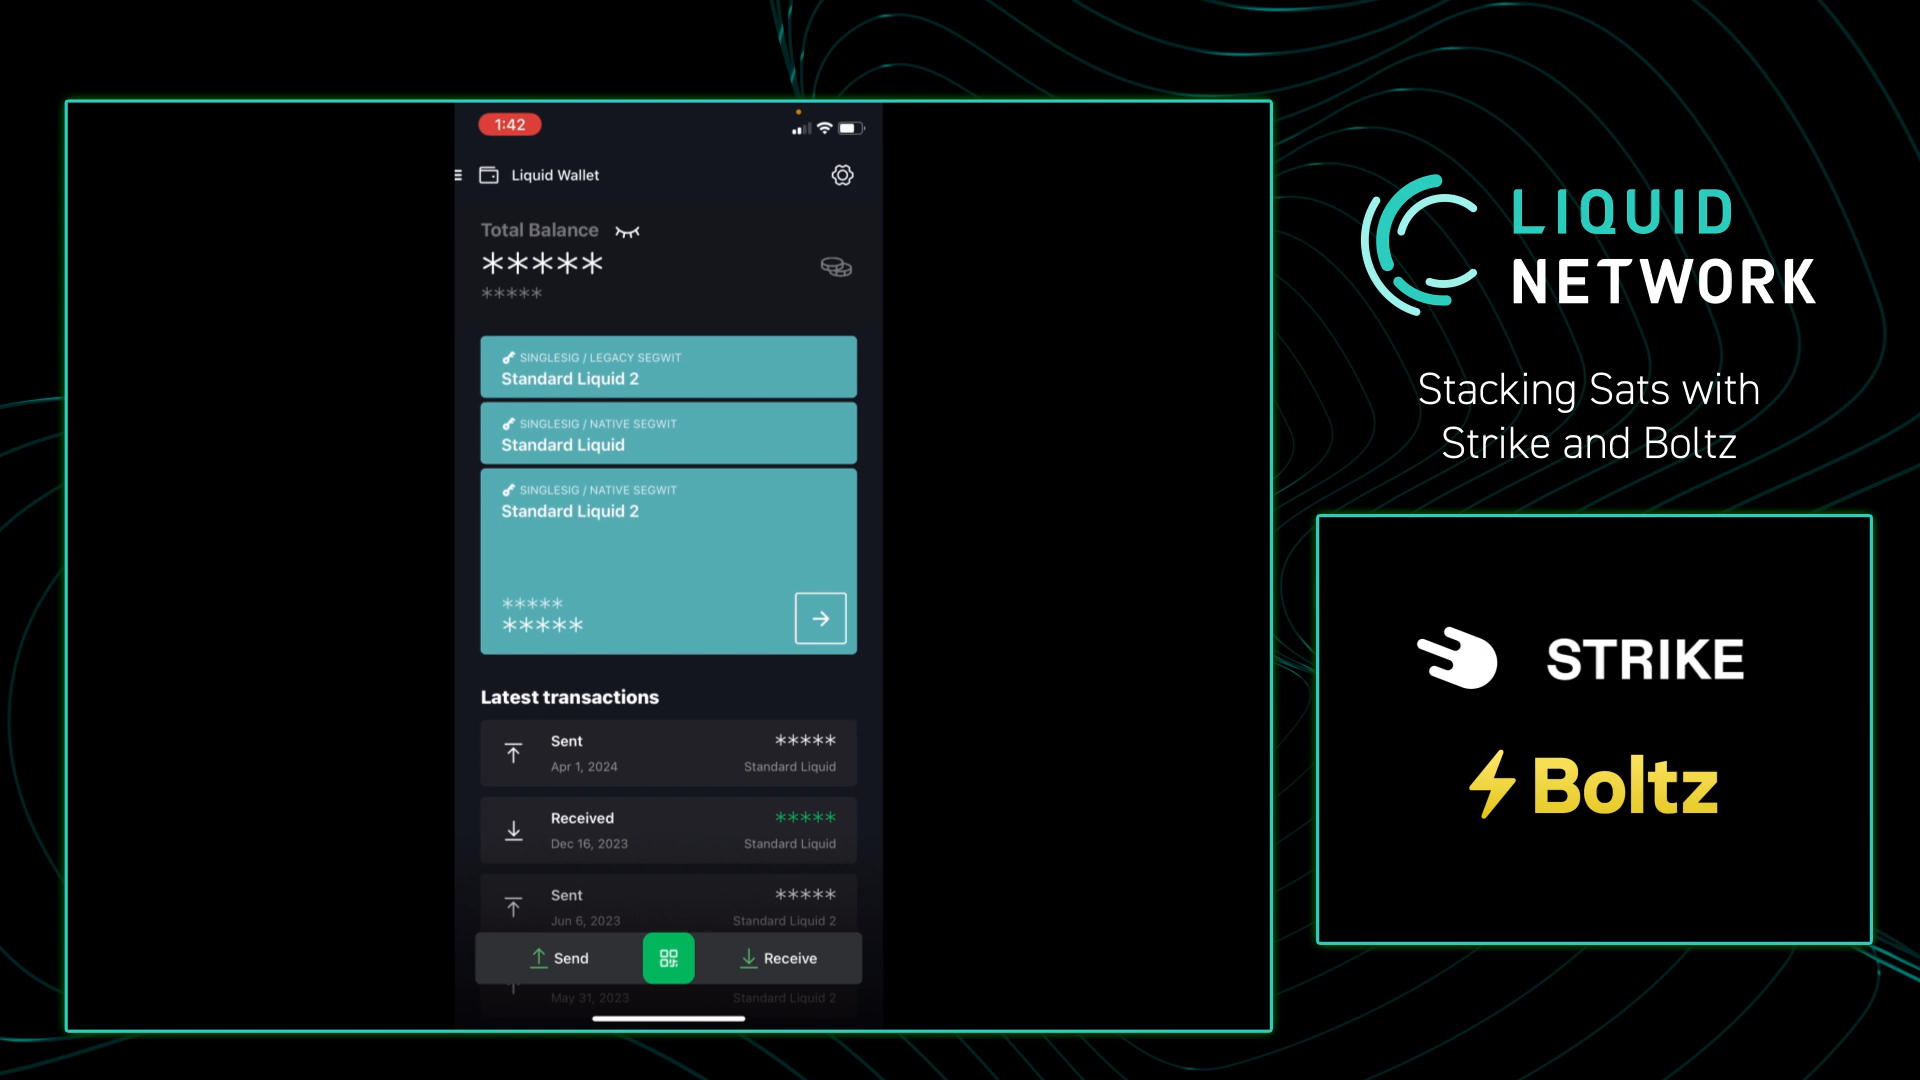 1:42
Liquid Wallet
Total Balance
*****
*****
SINGLESIG / LEGACY SEGWIT
Standard Liquid 2
SINGLESIG / NATIVE SEGWIT
Standard Liquid
SINGLESIG / NATIVE SEGWIT
Standard Liquid 2
*****
*****
Latest transactions
Sent *****
Apr 1, 2024 Standard Liquid
Received *****
Dec 16, 2023 Standard Liquid
Sent *****
Jun 6, 2023 Standard Liquid 2
Send Receive
May 31, 2023 Standard Liquid 2
LIQUID
NETWORK
Stacking Sats with
Strike and Boltz
STRIKE
Boltz